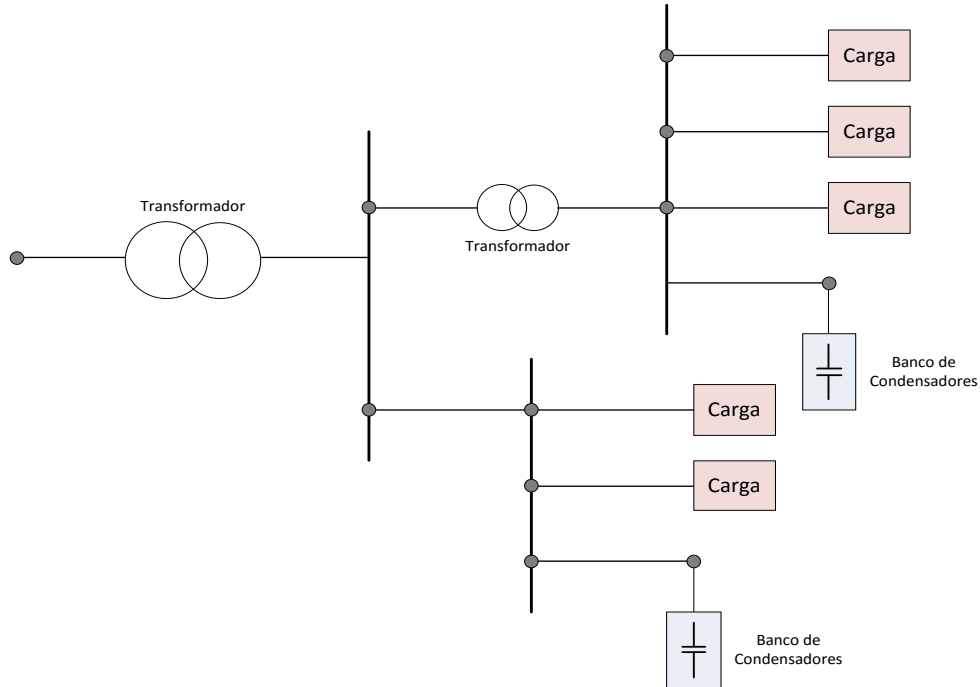 Carga
Carga
Transformador
Carga
Transformador
Banco de
Condensadores
Carga
Carga
Banco de
Condensadores